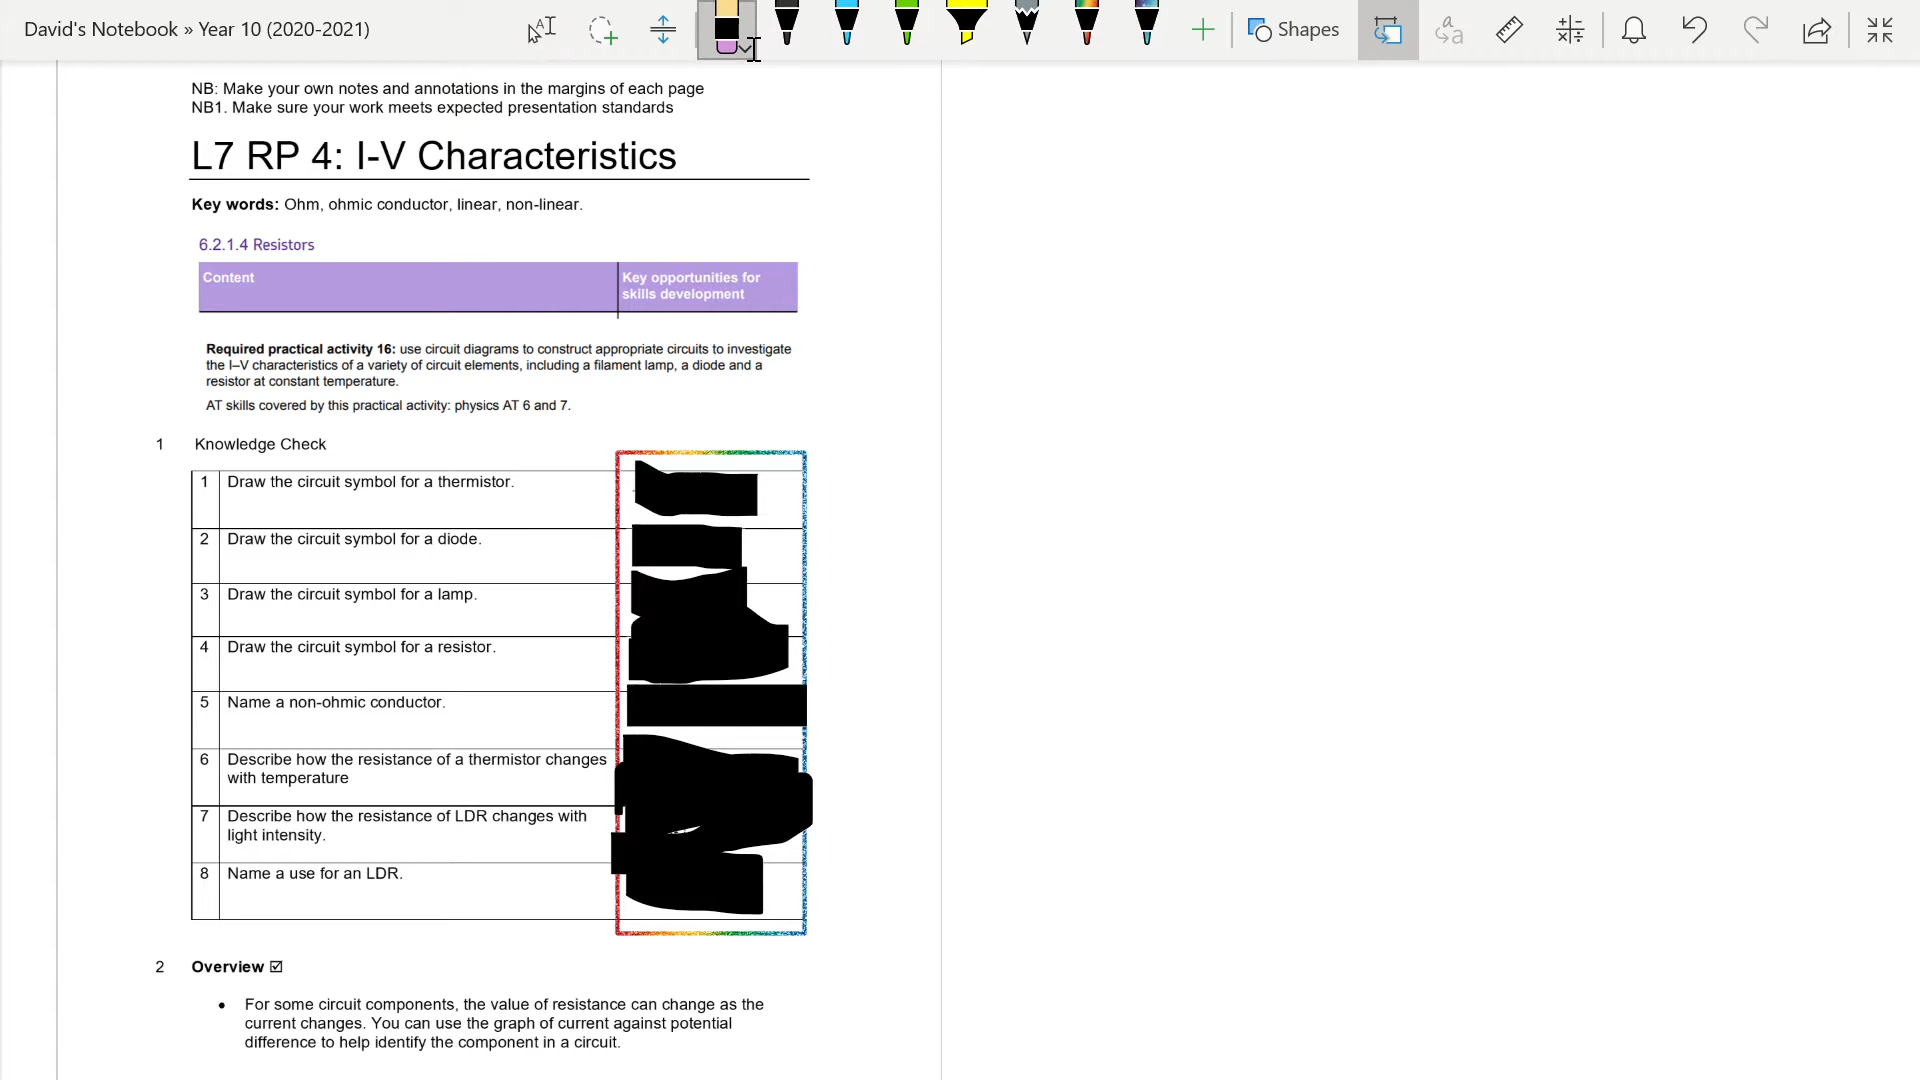 David's Notebook » Year 10 (2020-2021)
Shapes
NB: Make your own notes and annotations in the margins of each page
NB1. Make sure your work meets expected presentation standards
L7 RP 4: I-V Characteristics
Key words: Ohm, ohmic conductor, linear, non-linear.
6.2.1.4 Resistors
Content
Key opportunities for
skills development
Required practical activity 16: use circuit diagrams to construct appropriate circuits to investigate
the I–V characteristics of a variety of circuit elements, including a filament lamp, a diode and a
resistor at constant temperature.
AT skills covered by this practical activity: physics AT 6 and 7.
1 Knowledge Check
1 Draw the circuit symbol for a thermistor.
2 Draw the circuit symbol for a diode.
3 Draw the circuit symbol for a lamp.
4 Draw the circuit symbol for a resistor.
5 Name a non-ohmic conductor.
6 Describe how the resistance of a thermistor changes
with temperature
7 Describe how the resistance of LDR changes with
light intensity.
8 Name a use for an LDR.
2 Overview ☑
• For some circuit components, the value of resistance can change as the
current changes. You can use the graph of current against potential
difference to help identify the component in a circuit.